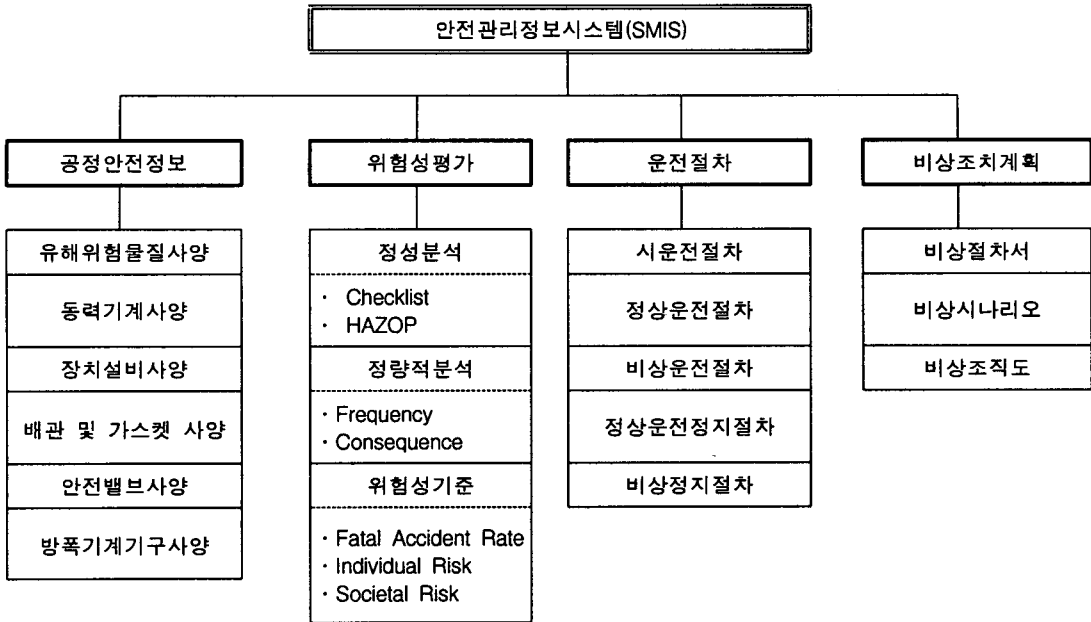 안전관리정보시스템(SMIS)
공정안전정보
유해위험물질사양
동력기계사양
장치설비사양
배관 및 가스켓 사양
안전밸브사양
방폭기계기구사양
위험성평가
정성분석
· Checklist
· HAZOP
정량적분석
· Frequency
· Consequence
위험성기준
· Fatal Accident Rate
· Individual Risk
· Societal Risk
운전절차
시운전절차
정상운전절차
비상운전절차
정상운전정지절차
비상정지절차
비상조치계획
비상절차서
비상시나리오
비상조직도